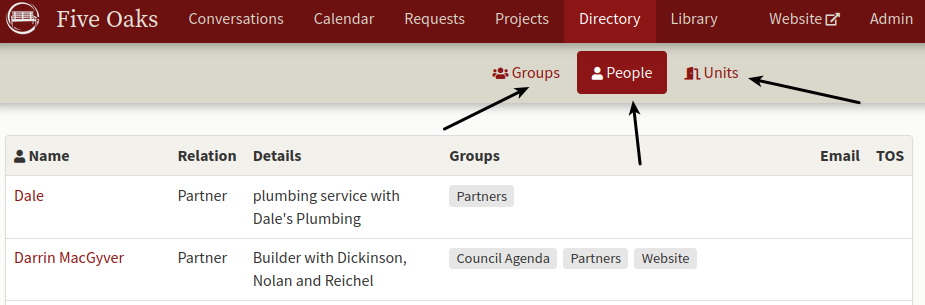 Five Oaks Conversations Calendar Requests Projects Directory Library Website Admin
Groups People Units
Name Relation Details Groups Email TOS
Dale Partner plumbing service with Partners
Dale's Plumbing
Darrin MacGyver Partner Builder with Dickinson, Council Agenda Partners Website
Nolan and Reichel